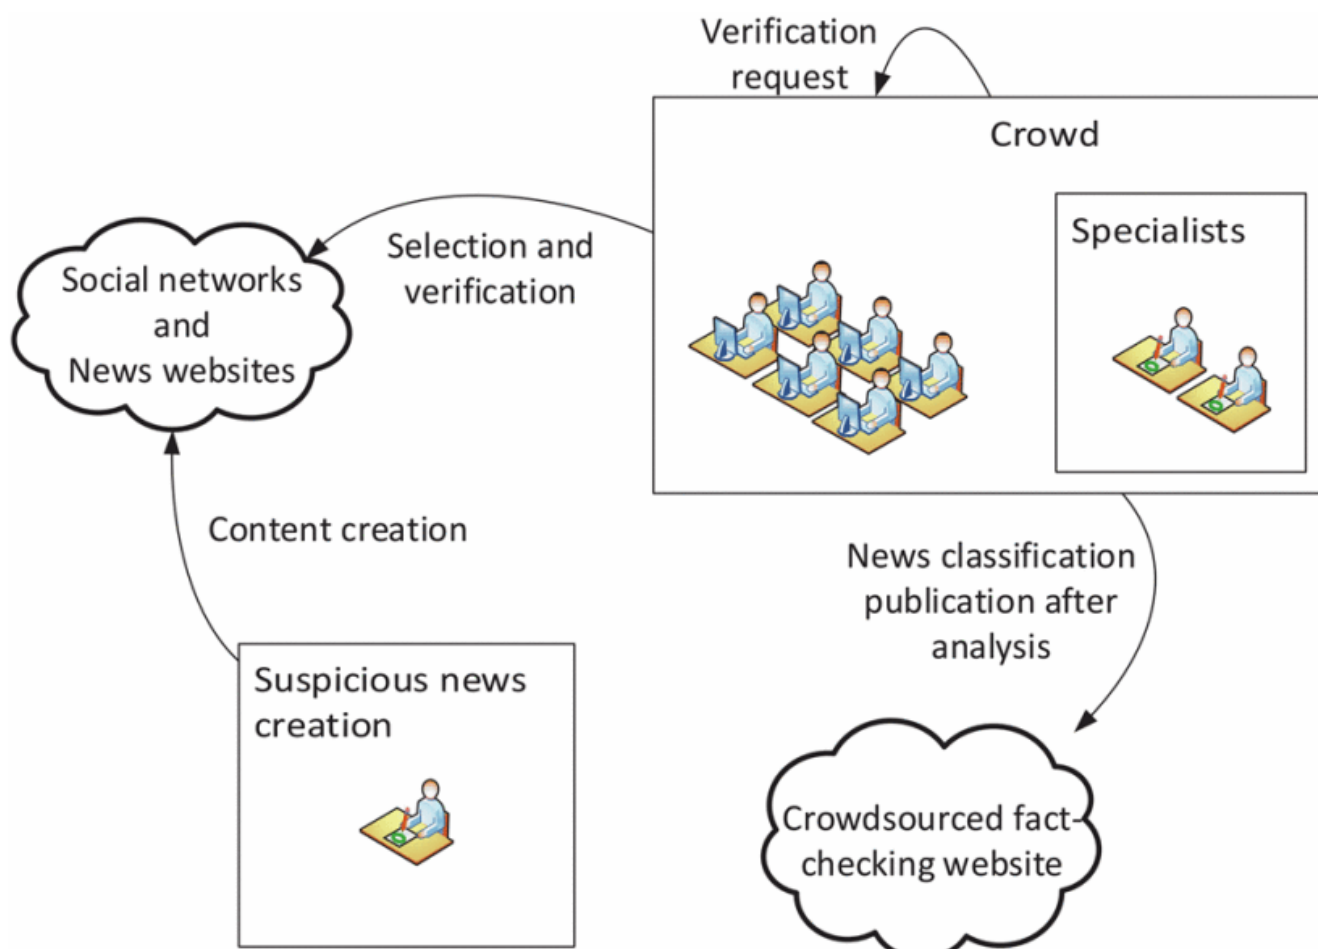 Verification
request
Crowd
Specialists
Selection and
verification
Social networks
and
News websites
Content creation
News classification
publication after
analysis
Suspicious news
creation
Crowdsourced fact-
checking website